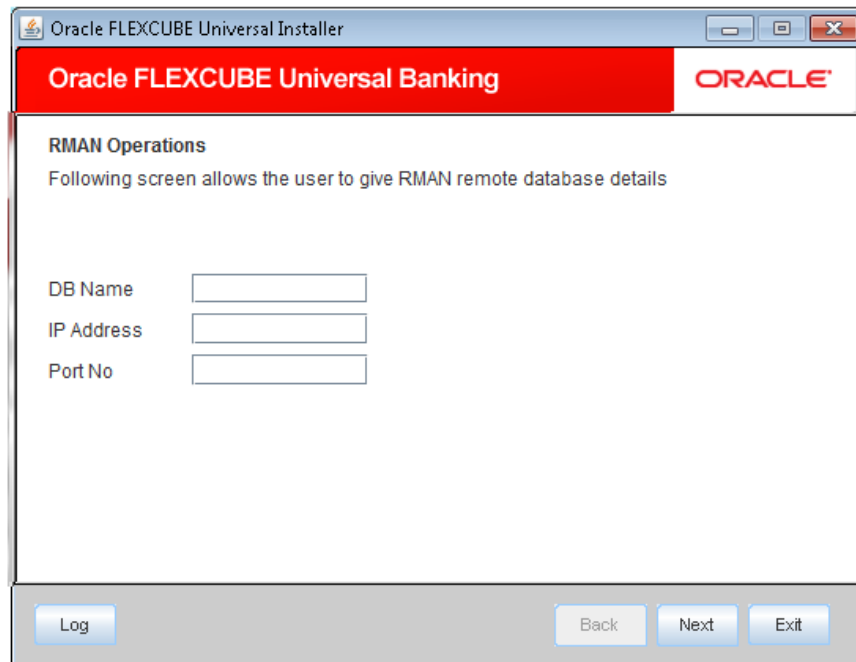 Oracle FLEXCUBE Universal Installer
Oracle FLEXCUBE Universal Banking
ORACLE
RMAN Operations
Following screen allows the user to give RMAN remote database details
DB Name
IP Address
Port No
Log
Back
Next
Exit